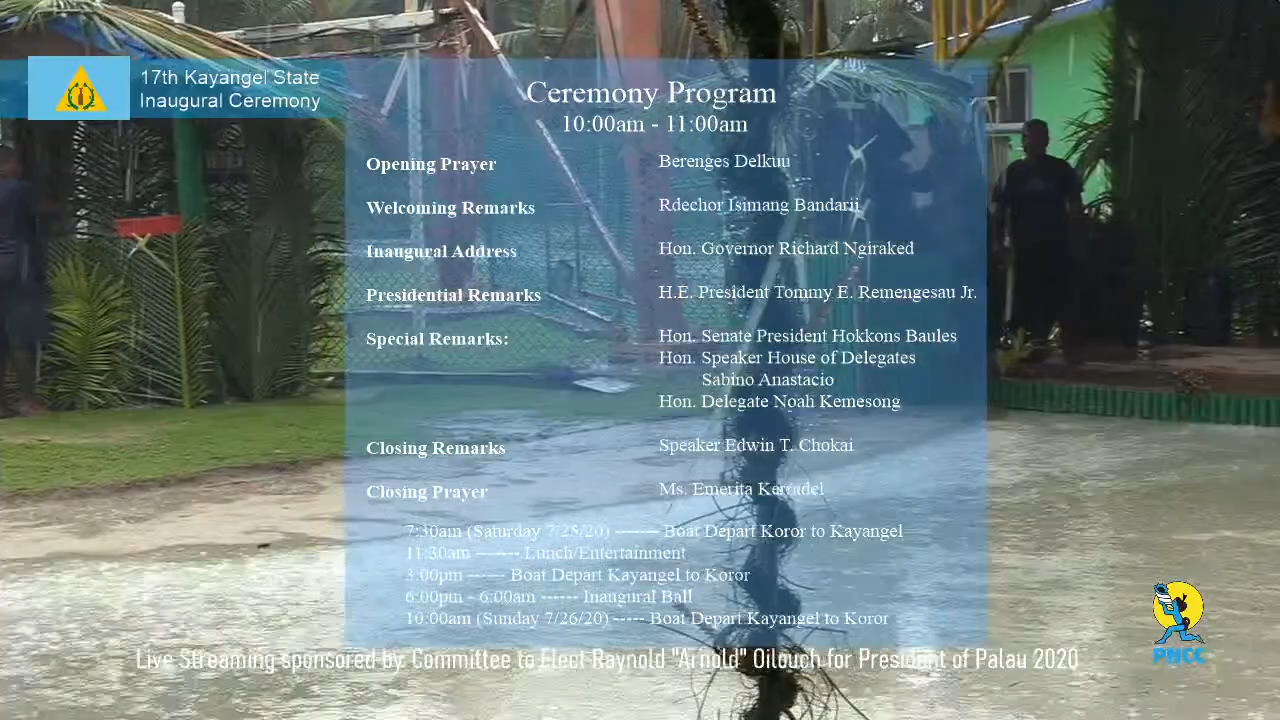 17th Kayangel State
Inaugural Ceremony
Ceremony Program
10:00am - 11:00am
Opening Prayer Berenges Delkuu
Welcoming Remarks Rdechor Isimang Bandarii
Inaugural Address Hon. Governor Richard Ngiraked
Presidential Remarks H.E. President Tommy E. Remengesau Jr.
Special Remarks: Hon. Senate President Hokkons Baules
Hon. Speaker House of Delegates
Sabino Anastacio
Hon. Delegate Noah Kemesong
Closing Remarks Speaker Edwin T. Chokai
Closing Prayer Ms. Emerita Kerradel
7:30am (Saturday 7/25/20) ------- Boat Depart Koror to Kayangel
11:30am ------- Lunch/Entertainment
3:00pm ------ Boat Depart Kayangel to Koror
6:00pm - 6:00am ------ Inaugural Ball
10:00am (Sunday 7/26/20) ----- Boat Depart Kayangel to Koror
Live Streaming sponsored by: Committee to Elect Raynold "Arnold" Oilouch for President of Palau 2020
PNCC